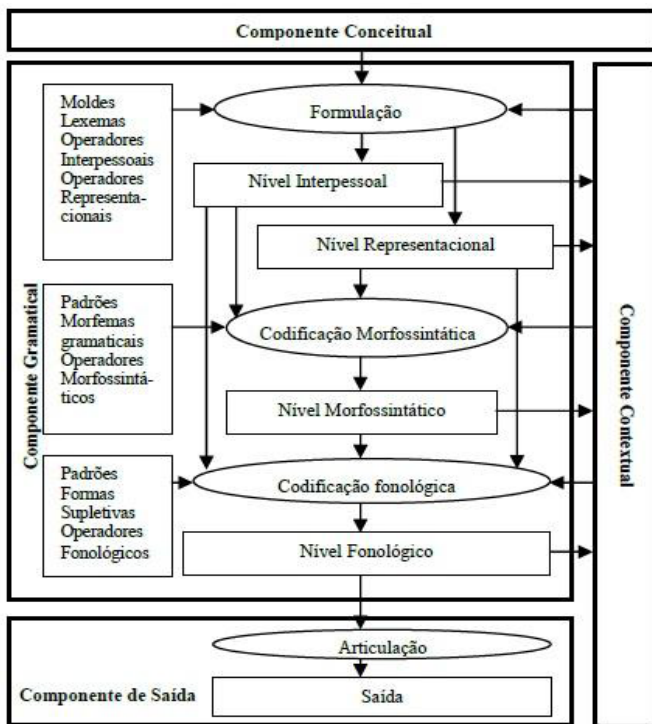 Componente Conceitual
Moldes
Lexemas
Operadores
Interpessoais
Operadores
Representa-
cionais
Formulação
Nível Interpessoal
Nível Representacional
Componente Gramatical
Padrões
Morfemas
gramaticais
Operadores
Morfossintá-
ticos
Codificação Morfossintática
Nível Morfossintático
Componente Contextual
Padrões
Formas
Supletivas
Operadores
Fonológicos
Codificação fonológica
Nível Fonológico
Articulação
Componente de Saída
Saída